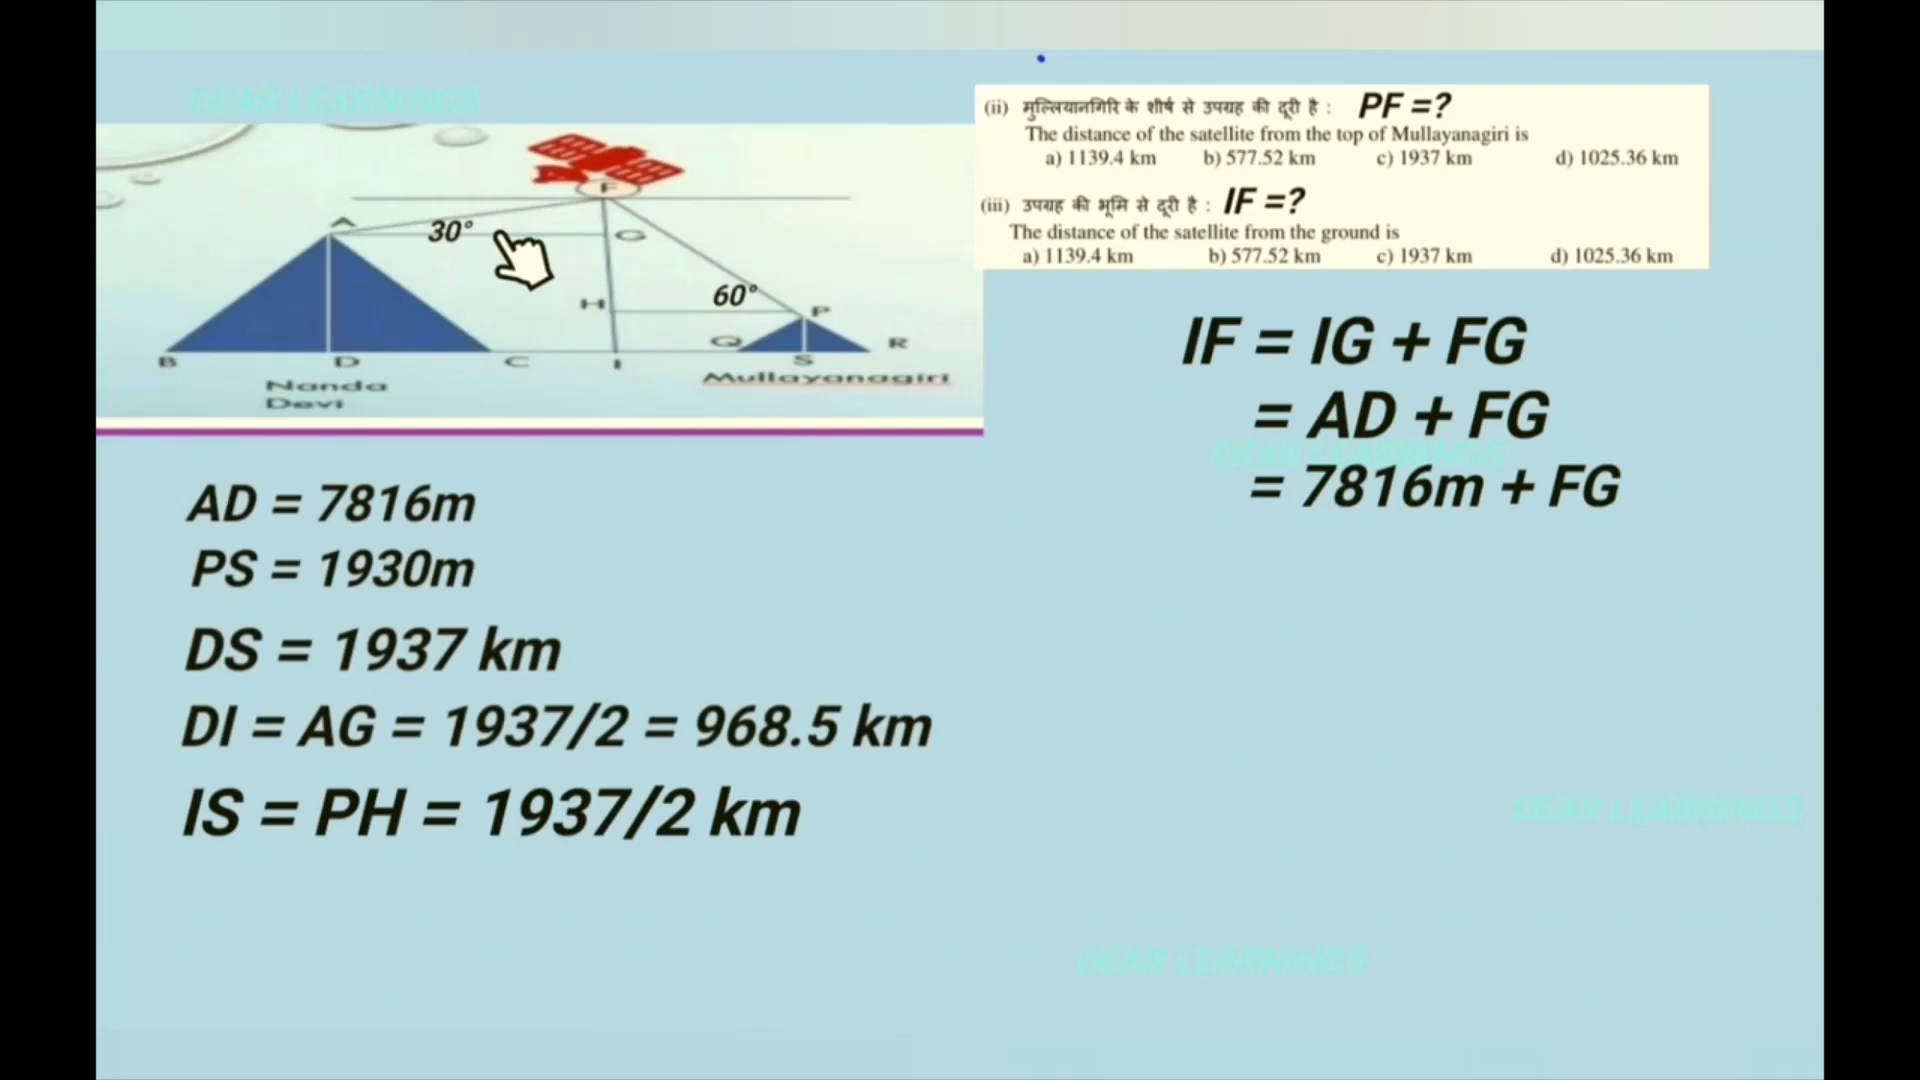 DEAR LEARNINGS
F
A
30°
G
H
60°
P
Q
R
B
D
C
I
S
Nanda
Devi
Mullayanagiri
(ii) मुल्लियानगिरि के शीर्ष से उपग्रह की दूरी है : PF =?
The distance of the satellite from the top of Mullayanagiri is
a) 1139.4 km b) 577.52 km c) 1937 km d) 1025.36 km
(iii) उपग्रह की भूमि से दूरी है : IF =?
The distance of the satellite from the ground is
a) 1139.4 km b) 577.52 km c) 1937 km d) 1025.36 km
IF = IG + FG
= AD + FG
DEAR LEARNINGS
= 7816m + FG
AD = 7816m
PS = 1930m
DS = 1937 km
DI = AG = 1937/2 = 968.5 km
IS = PH = 1937/2 km
DEAR LEARNINGS
DEAR LEARNINGS